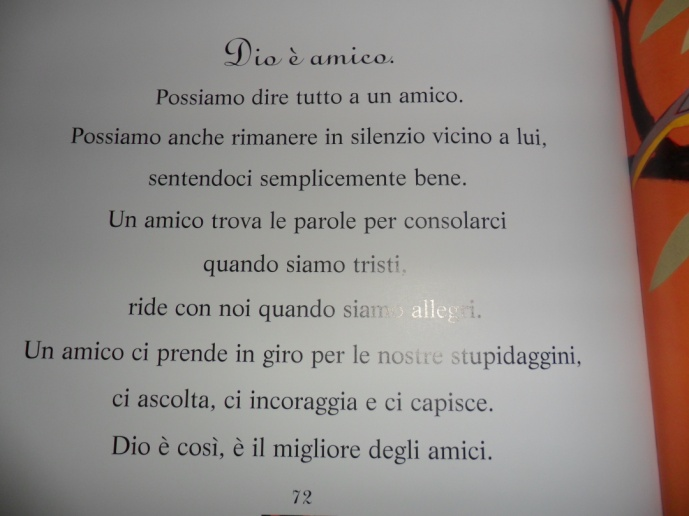 Dio è amico.
Possiamo dire tutto a un amico.
Possiamo anche rimanere in silenzio vicino a lui,
sentendoci semplicemente bene.
Un amico trova le parole per consolarci
quando siamo tristi,
ride con noi quando siamo allegri.
Un amico ci prende in giro per le nostre stupidaggini,
ci ascolta, ci incoraggia e ci capisce.
Dio è così, è il migliore degli amici.
72